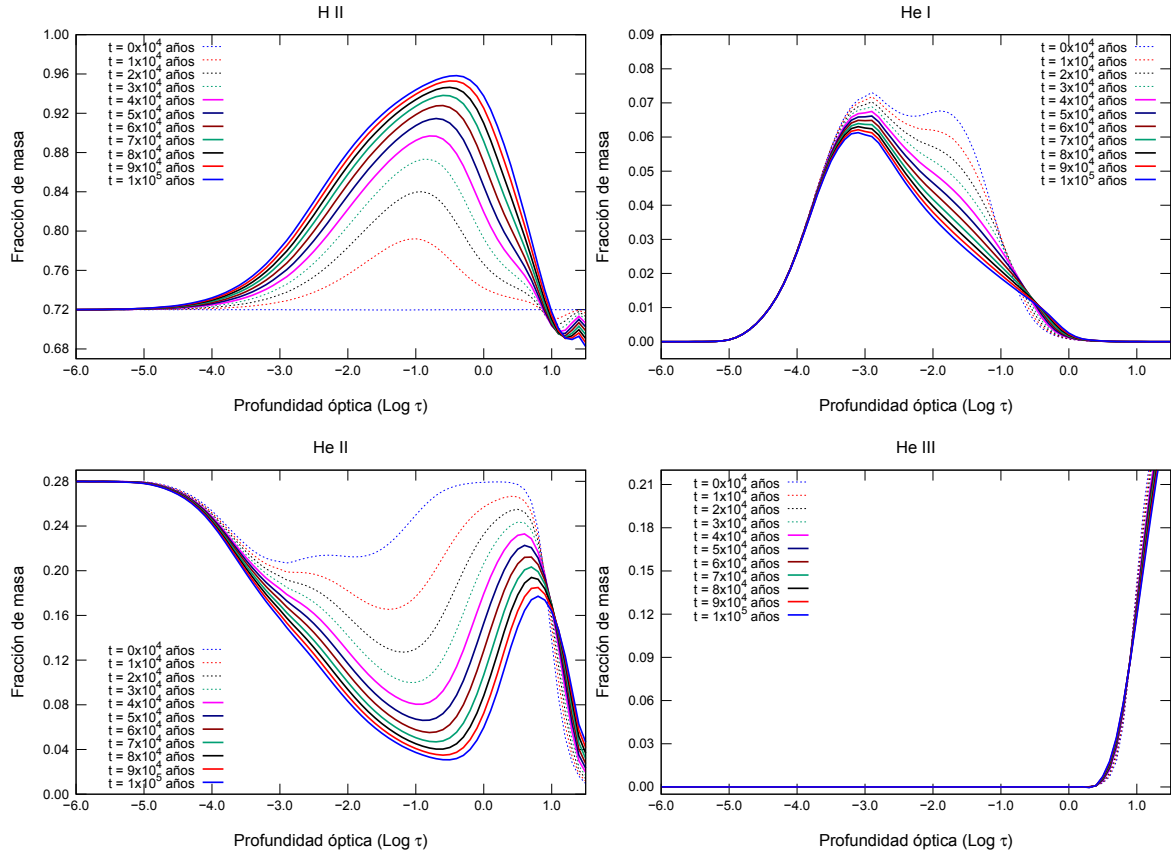 H II
1.00
0.96
0.92
0.88
0.84
0.80
0.76
0.72
0.68
Fracción de masa
t = 0x10⁴ años
t = 1x10⁴ años
t = 2x10⁴ años
t = 3x10⁴ años
t = 4x10⁴ años
t = 5x10⁴ años
t = 6x10⁴ años
t = 7x10⁴ años
t = 8x10⁴ años
t = 9x10⁴ años
t = 1x10⁵ años
−6.0 −5.0 −4.0 −3.0 −2.0 −1.0 0.0 1.0
Profundidad óptica (Log τ)
He I
0.09
0.08
0.07
0.06
0.05
0.04
0.03
0.02
0.01
0.00
Fracción de masa
t = 0x10⁴ años
t = 1x10⁴ años
t = 2x10⁴ años
t = 3x10⁴ años
t = 4x10⁴ años
t = 5x10⁴ años
t = 6x10⁴ años
t = 7x10⁴ años
t = 8x10⁴ años
t = 9x10⁴ años
t = 1x10⁵ años
−6.0 −5.0 −4.0 −3.0 −2.0 −1.0 0.0 1.0
Profundidad óptica (Log τ)
He II
0.28
0.24
0.20
0.16
0.12
0.08
0.04
0.00
Fracción de masa
t = 0x10⁴ años
t = 1x10⁴ años
t = 2x10⁴ años
t = 3x10⁴ años
t = 4x10⁴ años
t = 5x10⁴ años
t = 6x10⁴ años
t = 7x10⁴ años
t = 8x10⁴ años
t = 9x10⁴ años
t = 1x10⁵ años
−6.0 −5.0 −4.0 −3.0 −2.0 −1.0 0.0 1.0
Profundidad óptica (Log τ)
He III
0.21
0.18
0.15
0.12
0.09
0.06
0.03
0.00
Fracción de masa
t = 0x10⁴ años
t = 1x10⁴ años
t = 2x10⁴ años
t = 3x10⁴ años
t = 4x10⁴ años
t = 5x10⁴ años
t = 6x10⁴ años
t = 7x10⁴ años
t = 8x10⁴ años
t = 9x10⁴ años
t = 1x10⁵ años
−6.0 −5.0 −4.0 −3.0 −2.0 −1.0 0.0 1.0
Profundidad óptica (Log τ)